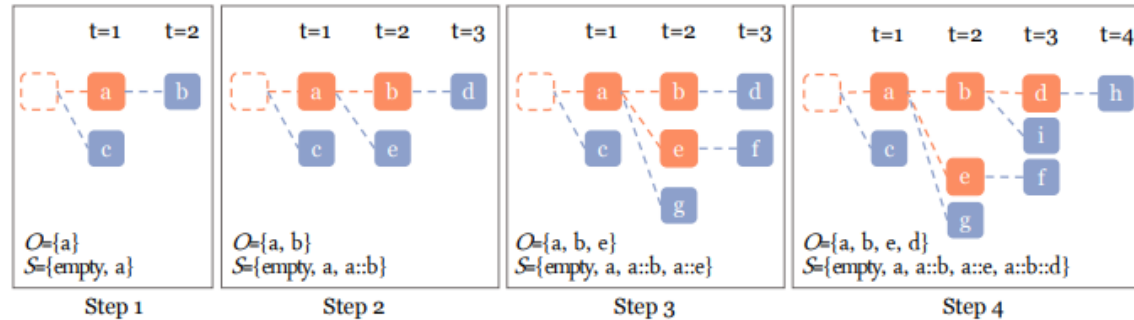 t=1 t=2
a b
c
O={a}
S={empty, a}
Step 1
t=1 t=2 t=3
a b d
c e
O={a, b}
S={empty, a, a::b}
Step 2
t=1 t=2 t=3
a b d
c e f
g
O={a, b, e}
S={empty, a, a::b, a::e}
Step 3
t=1 t=2 t=3 t=4
a b d h
c i
e f
g
O={a, b, e, d}
S={empty, a, a::b, a::e, a::b::d}
Step 4